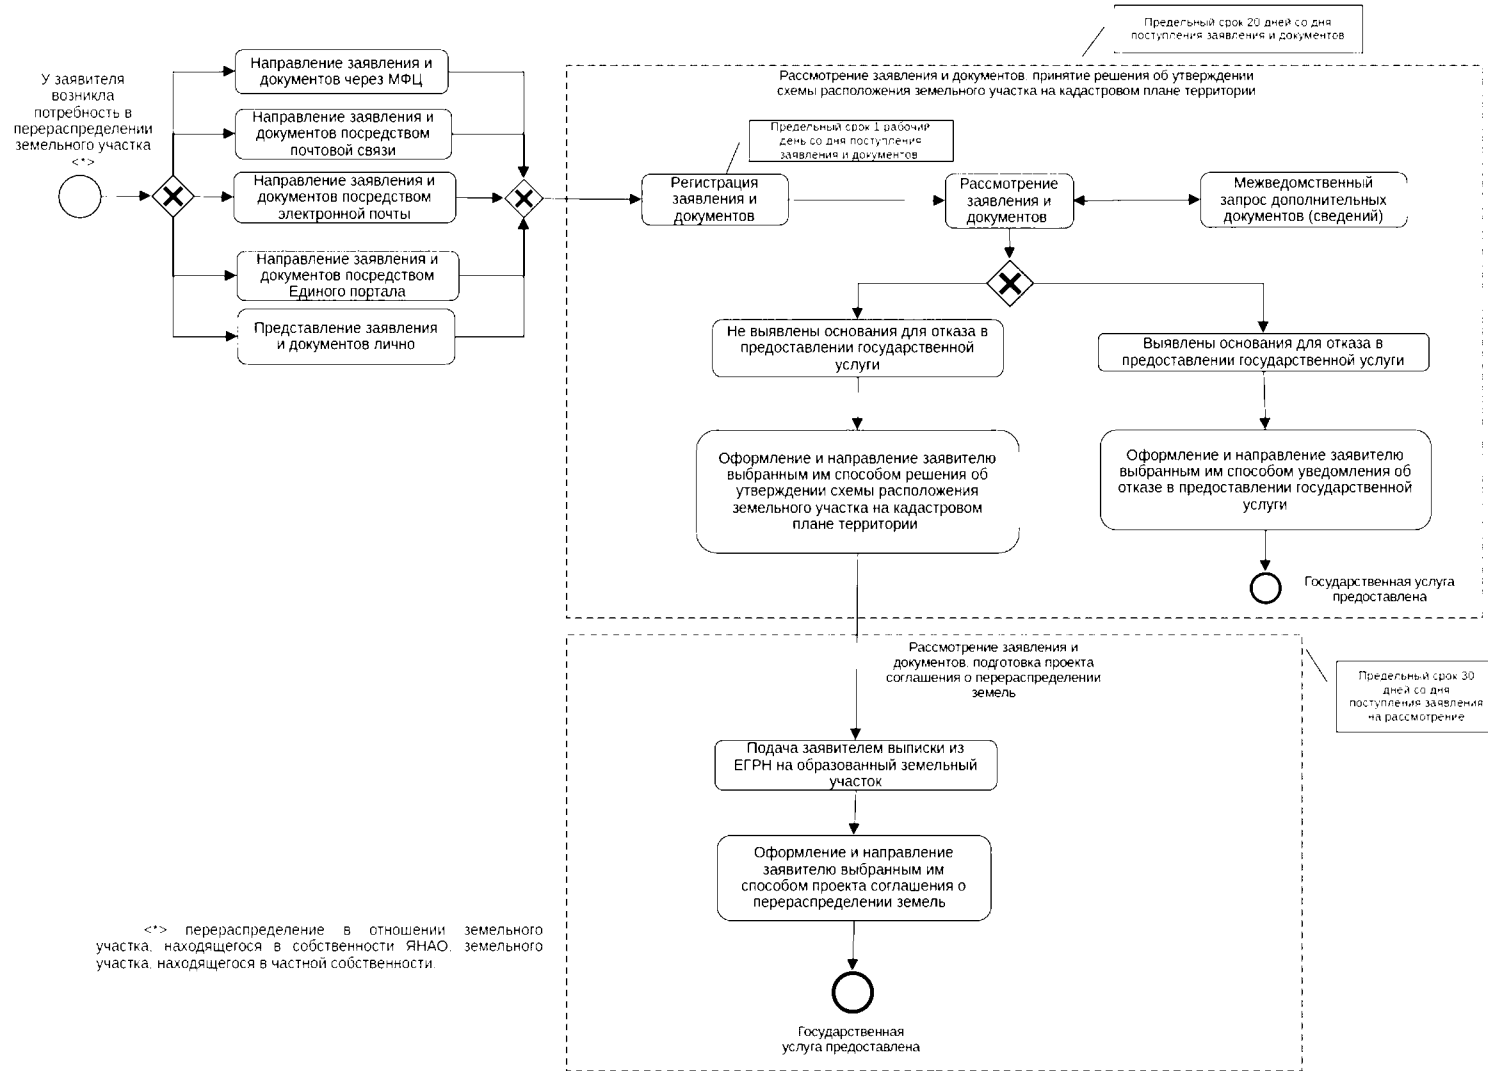 Предельный срок 20 дней со дня
поступления заявления и документов
У заявителя
возникла
потребность в
перераспределении
земельного участка
<*>
Направление заявления и
документов через МФЦ
Направление заявления и
документов посредством
почтовой связи
Направление заявления и
документов посредством
электронной почты
Направление заявления и
документов посредством
Единого портала
Представление заявления
и документов лично
Рассмотрение заявления и документов, принятие решения об утверждении
схемы расположения земельного участка на кадастровом плане территории
Предельный срок 1 рабочий
день со дня поступления
заявления и документов
Регистрация
заявления и
документов
Рассмотрение
заявления и
документов
Межведомственный
запрос дополнительных
документов (сведений)
Не выявлены основания для отказа в
предоставлении государственной
услуги
Выявлены основания для отказа в
предоставлении государственной услуги
Оформление и направление заявителю
выбранным им способом решения об
утверждении схемы расположения
земельного участка на кадастровом
плане территории
Оформление и направление заявителю
выбранным им способом уведомления об
отказе в предоставлении государственной
услуги
Государственная услуга
предоставлена
Рассмотрение заявления и
документов, подготовка проекта
соглашения о перераспределении
земель
Предельный срок 30
дней со дня
поступления заявления
на рассмотрение
Подача заявителем выписки из
ЕГРН на образованный земельный
участок
Оформление и направление
заявителю выбранным им
способом проекта соглашения о
перераспределении земель
<*> перераспределение в отношении земельного
участка, находящегося в собственности ЯНАО, земельного
участка, находящегося в частной собственности.
Государственная
услуга предоставлена